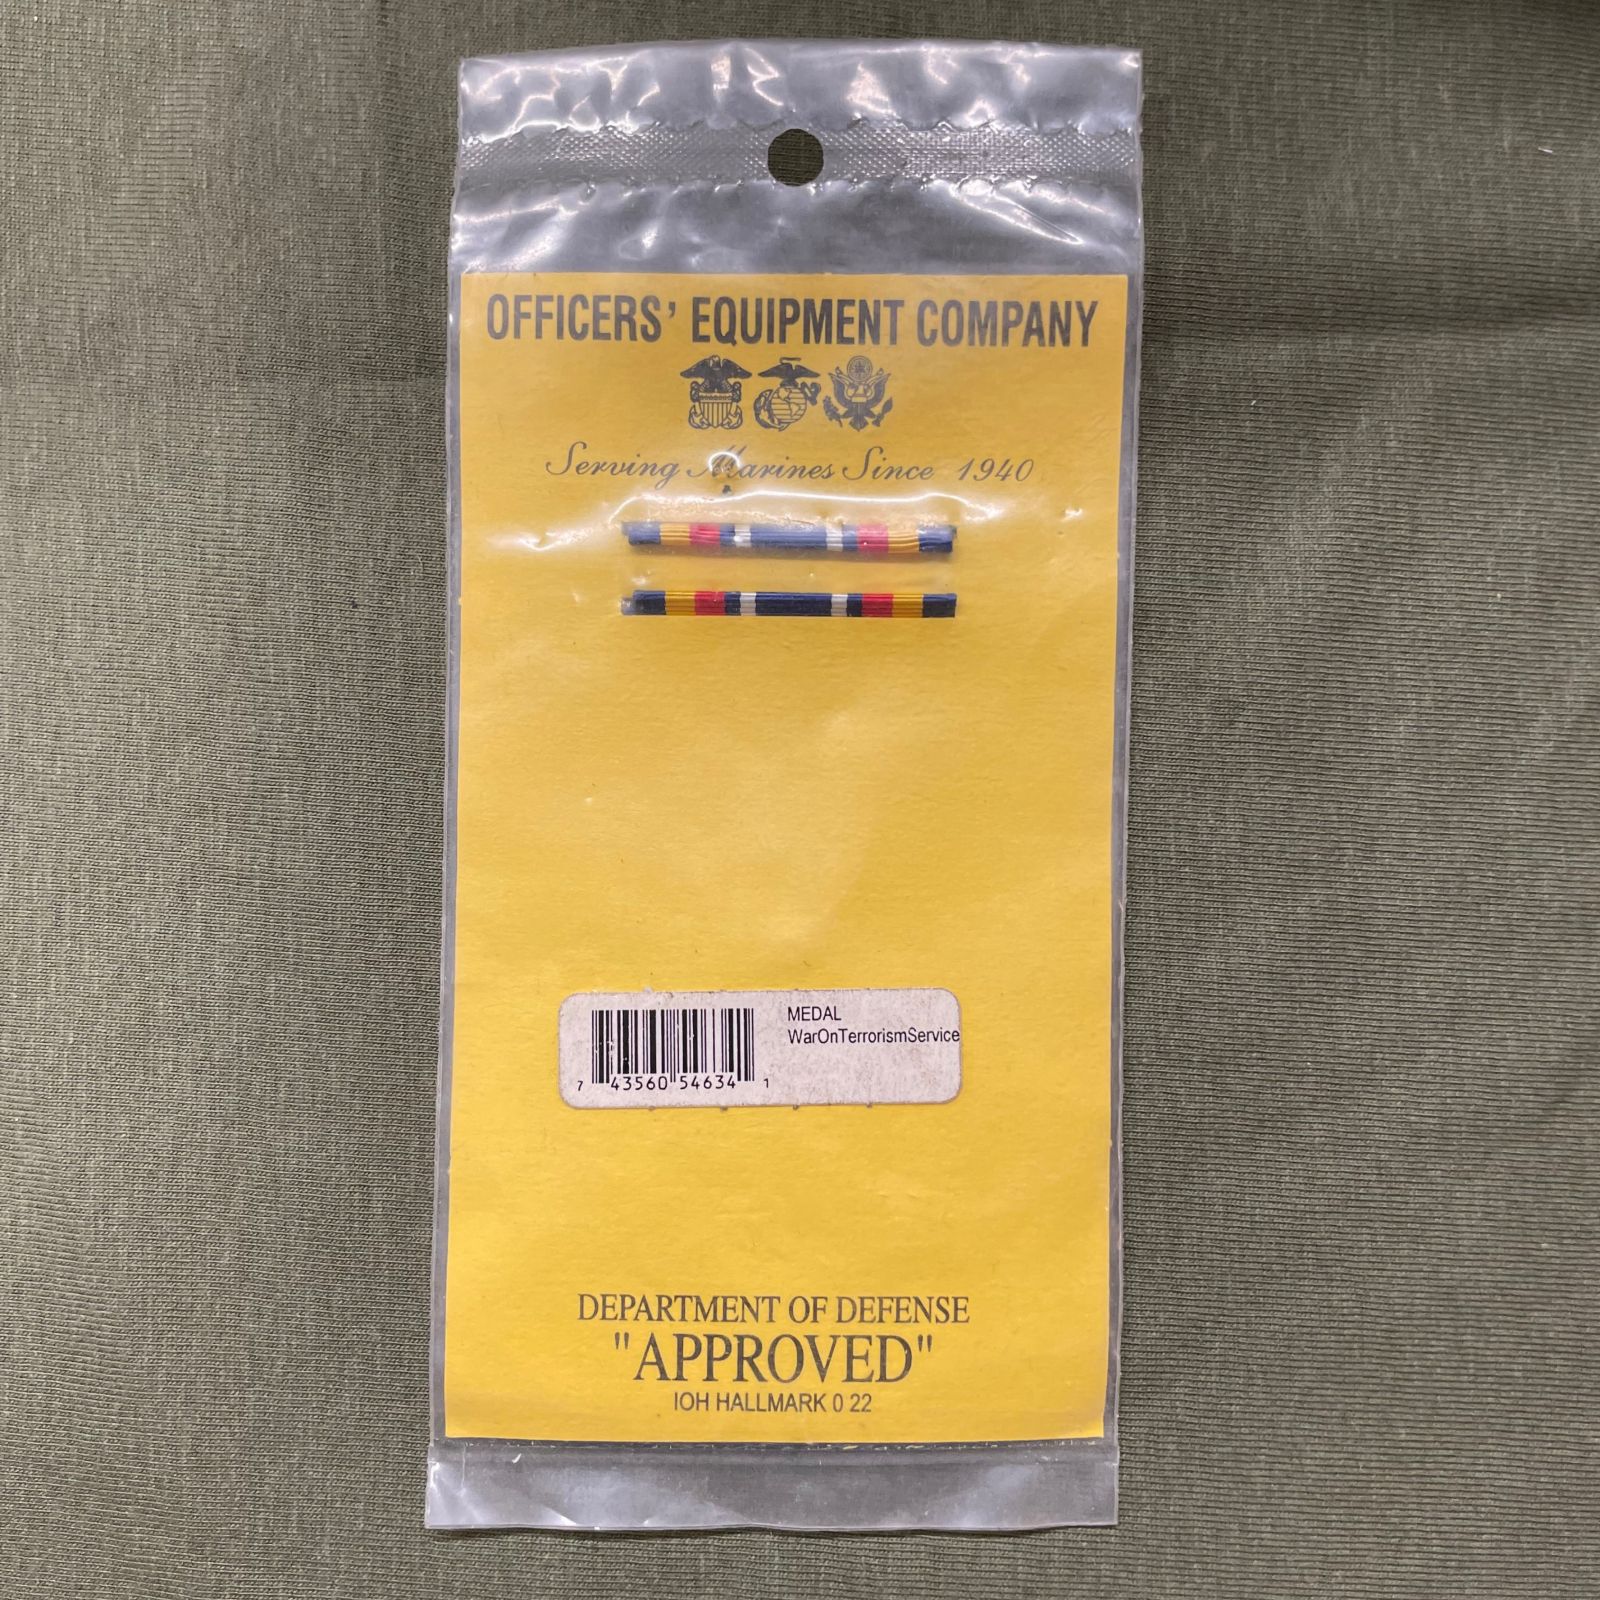 OFFICERS' EQUIPMENT COMPANY
Serving Marines Since 1940
MEDAL
WarOnTerrorismService
7 43560 54634 1
DEPARTMENT OF DEFENSE
"APPROVED"
IOH HALLMARK 0 22